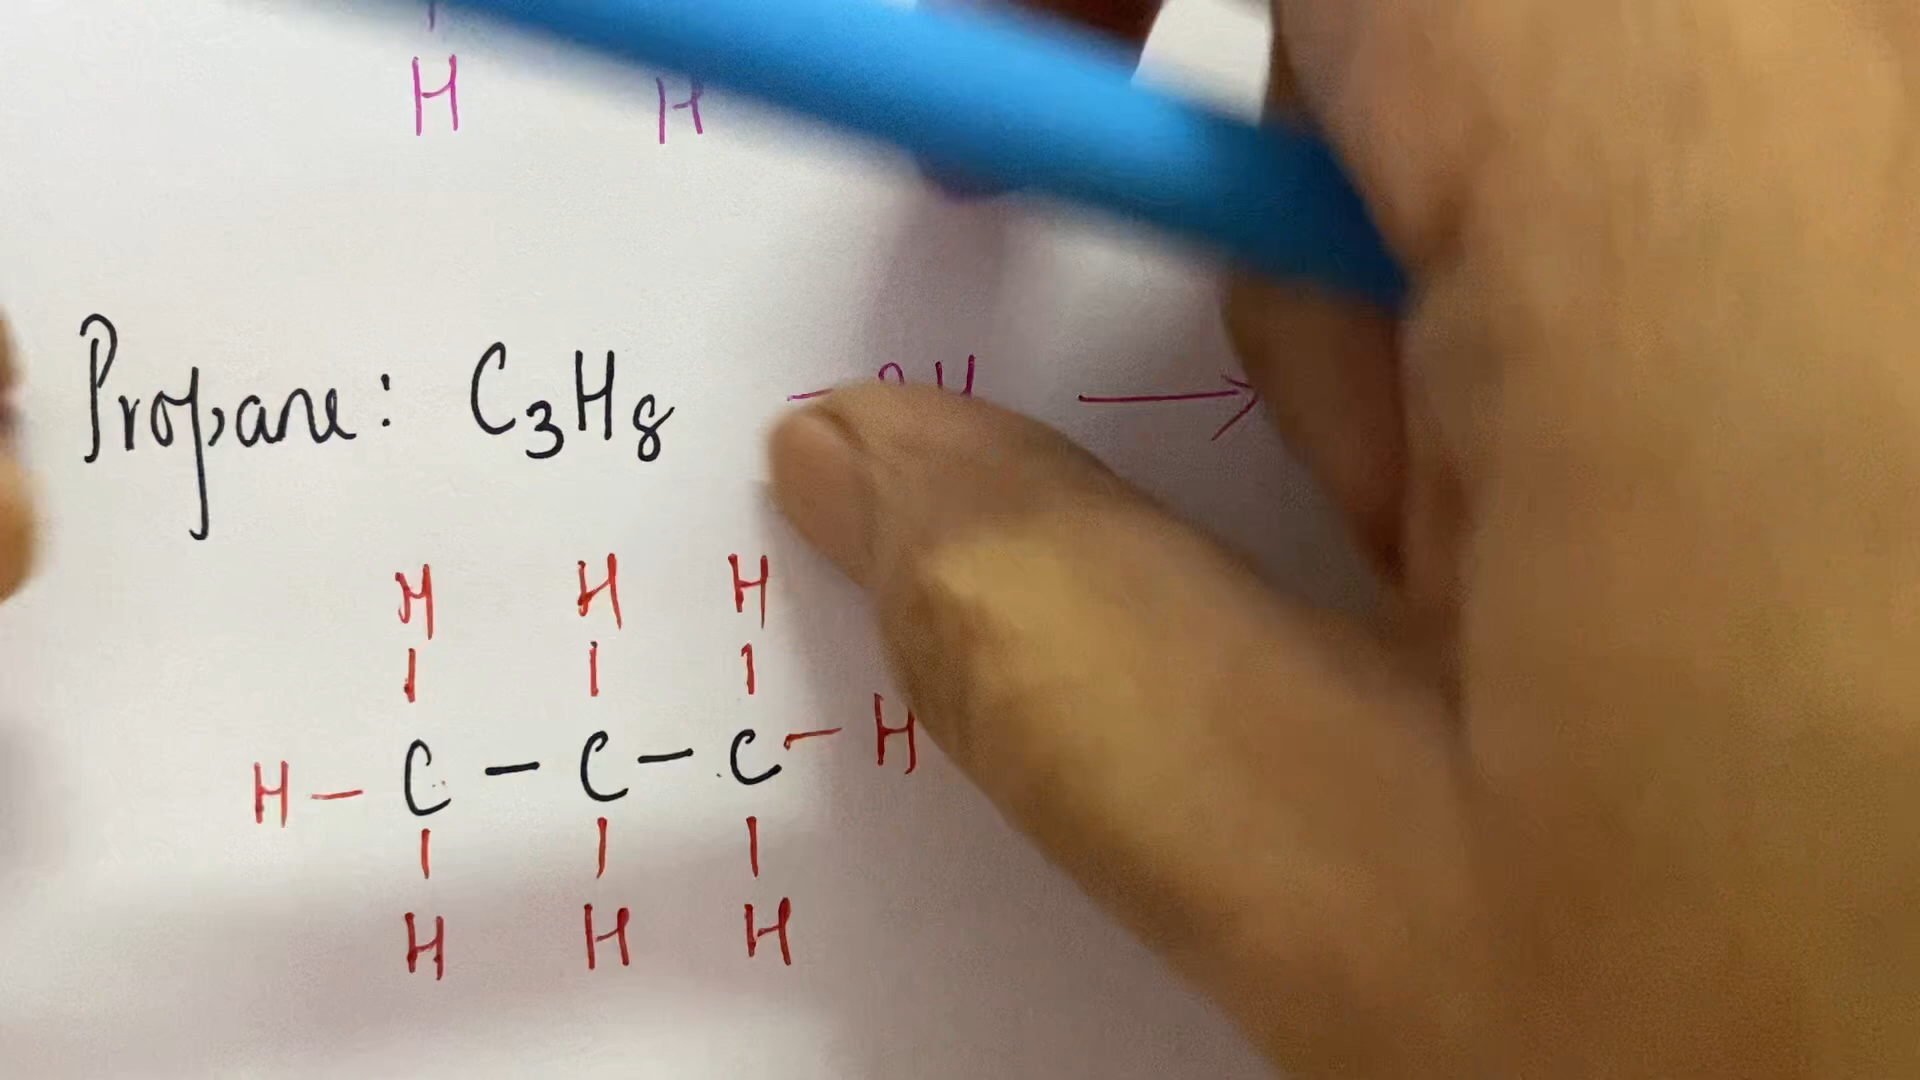 H H
Propane: C₃H₈ →
H H H
H – C – C – C – H
H H H